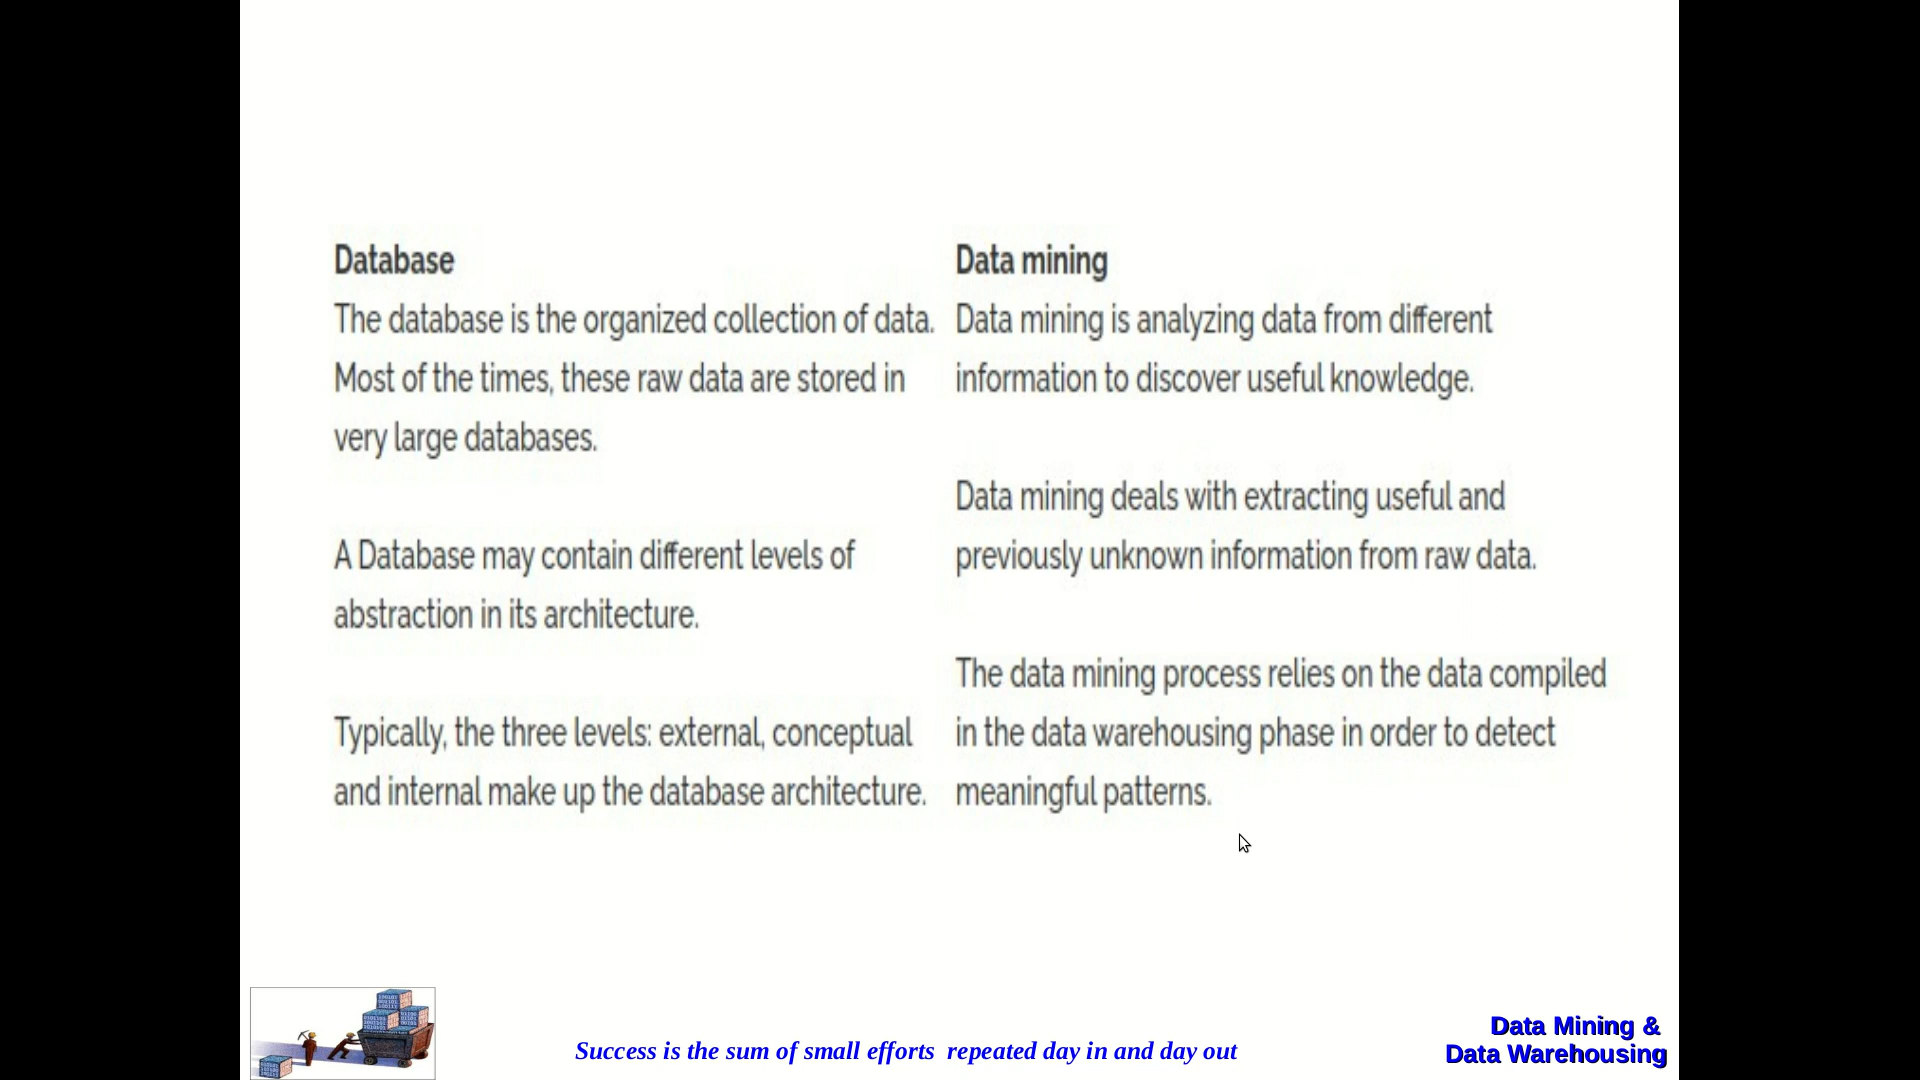 Database
The database is the organized collection of data.
Most of the times, these raw data are stored in
very large databases.
A Database may contain different levels of
abstraction in its architecture.
Typically, the three levels: external, conceptual
and internal make up the database architecture.
Data mining
Data mining is analyzing data from different
information to discover useful knowledge.
Data mining deals with extracting useful and
previously unknown information from raw data.
The data mining process relies on the data compiled
in the data warehousing phase in order to detect
meaningful patterns.
Success is the sum of small efforts repeated day in and day out
Data Mining &
Data Warehousing